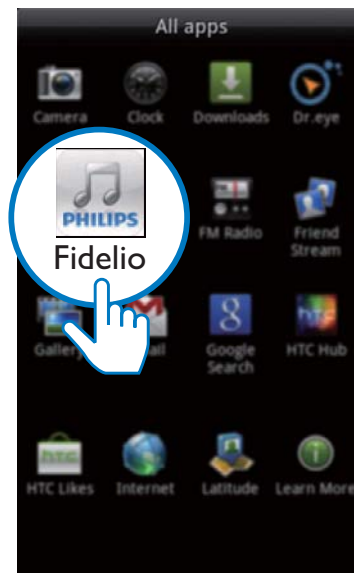 All apps
Camera Clock Downloads Dr.eye
PHILIPS
Fidelio
FM Radio Friend
Stream
Gallery Google
Search HTC Hub
HTC Likes Internet Latitude Learn More